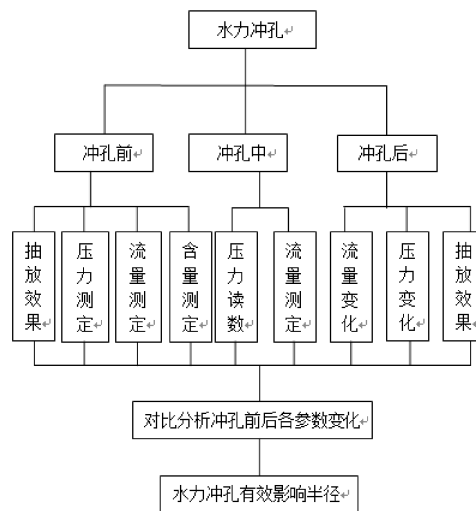 水力冲孔
冲孔前
冲孔中
冲孔后
抽放效果
压力测定
流量测定
含量测定
压力读数
流量测定
流量变化
压力变化
抽放效果
对比分析冲孔前后各参数变化
水力冲孔有效影响半径